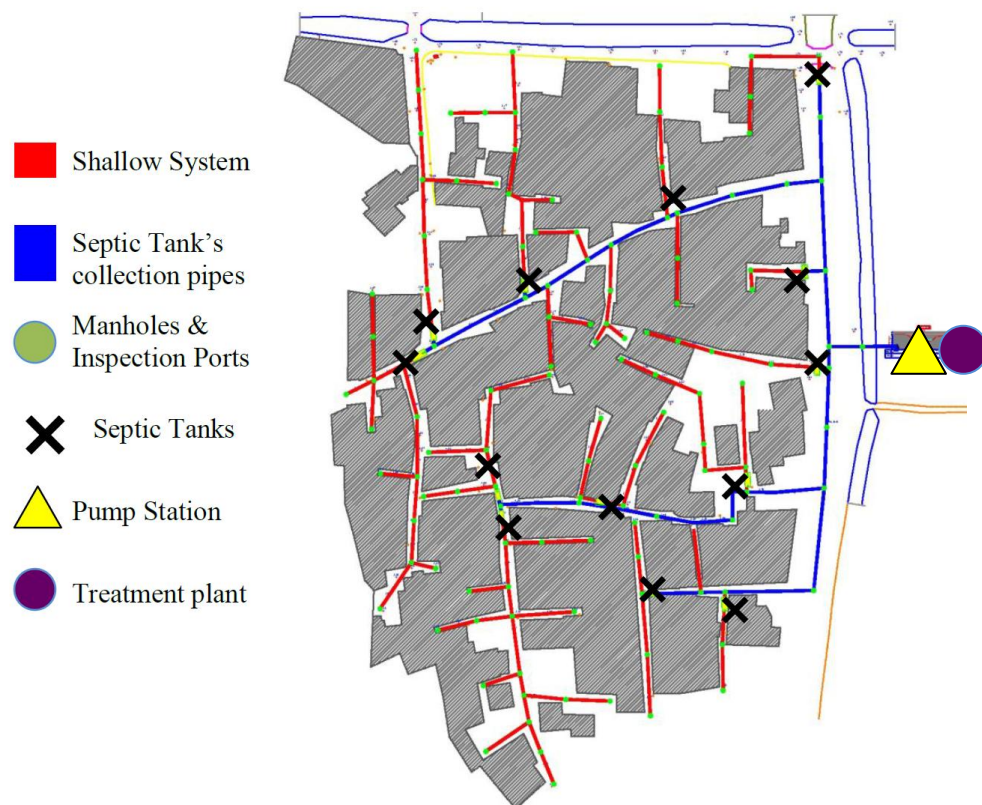 Shallow System
Septic Tank’s
collection pipes
Manholes &
Inspection Ports
Septic Tanks
Pump Station
Treatment plant